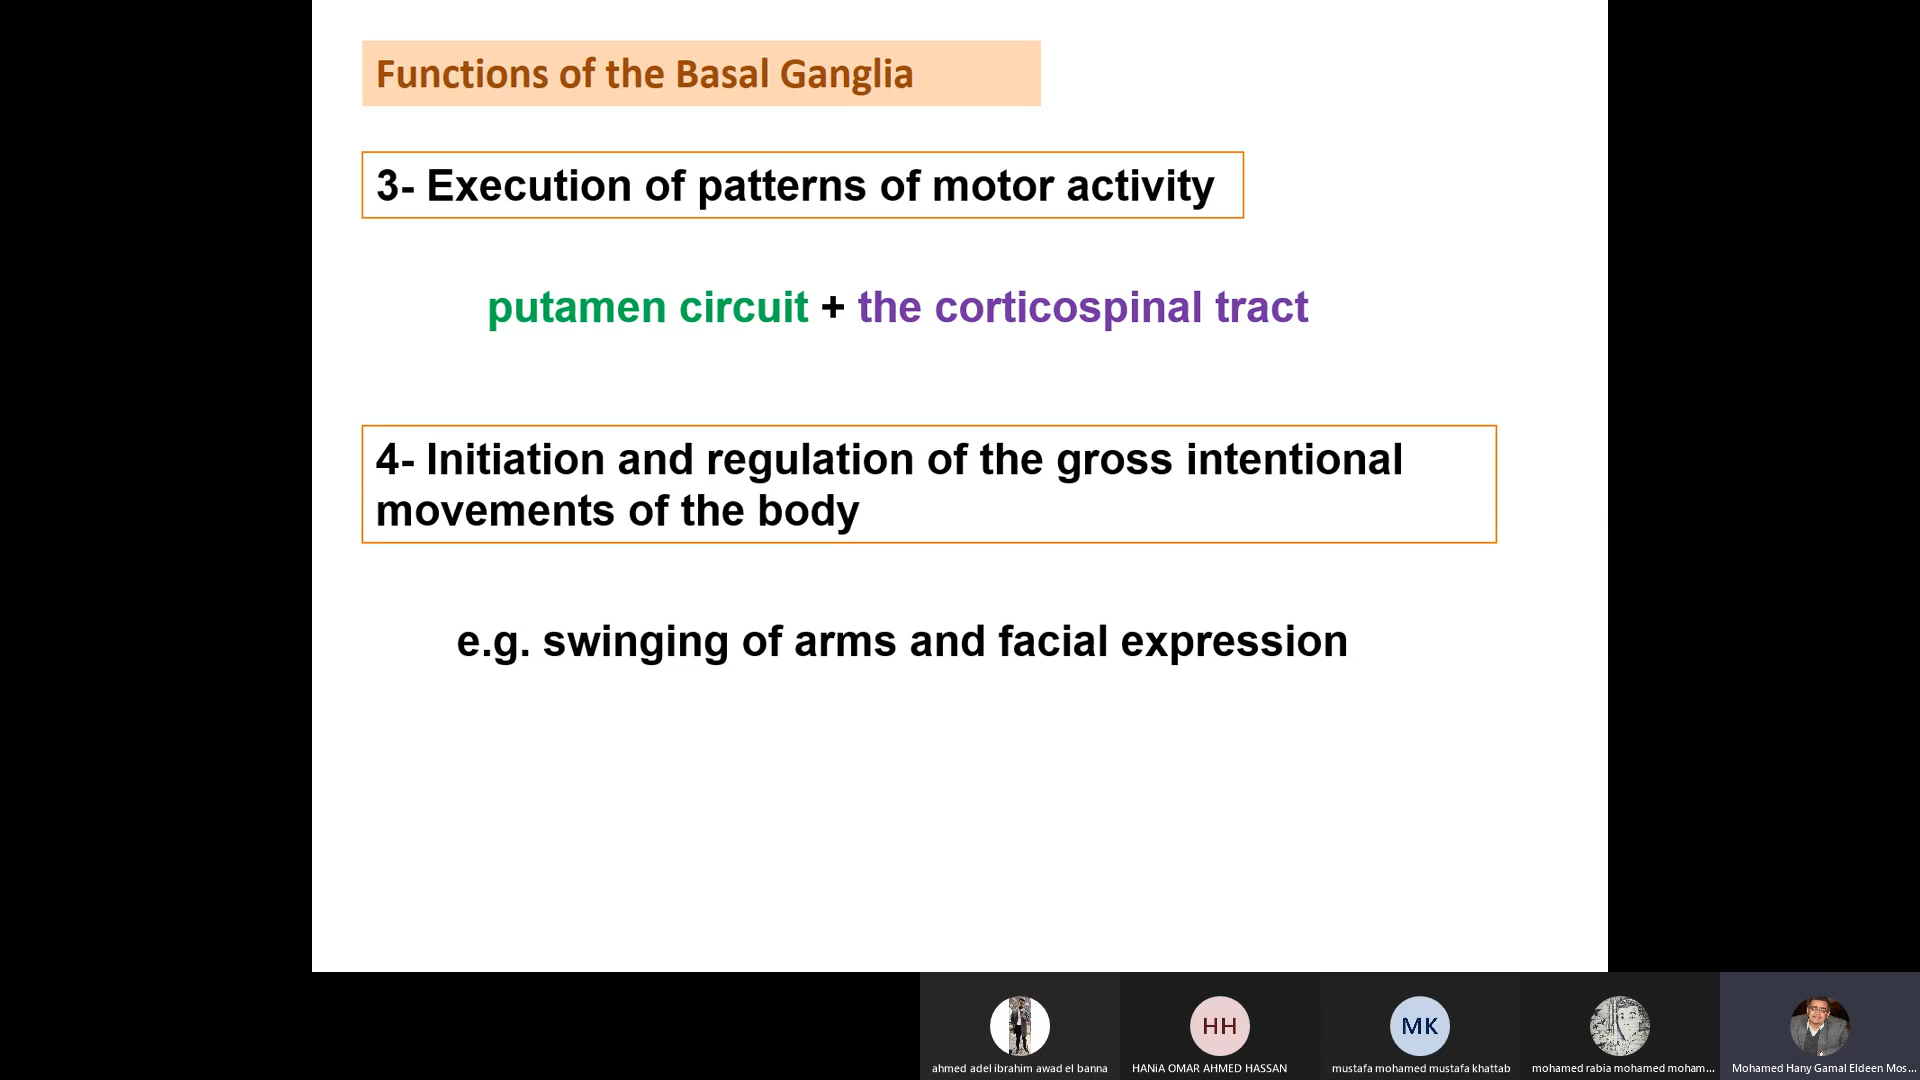 Functions of the Basal Ganglia
3- Execution of patterns of motor activity
putamen circuit + the corticospinal tract
4- Initiation and regulation of the gross intentional
movements of the body
e.g. swinging of arms and facial expression
HH
MK
ahmed adel ibrahim awad el banna
HANiA OMAR AHMED HASSAN
mustafa mohamed mustafa khattab
mohamed rabia mohamed moham...
Mohamed Hany Gamal Eldeen Mos...